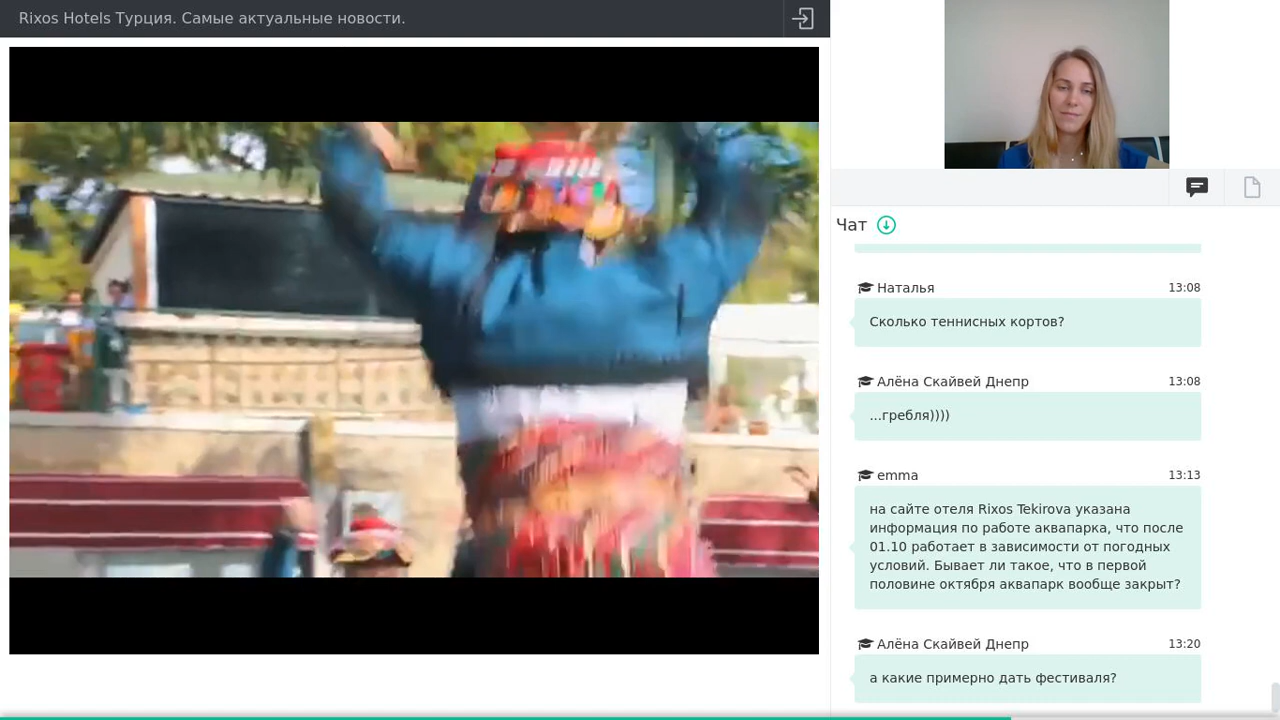 Rixos Hotels Турция. Самые актуальные новости.
Чат
Наталья 13:08
Сколько теннисных кортов?
Алёна Скайвей Днепр 13:08
...гребля))))
emma 13:13
на сайте отеля Rixos Tekirova указана
информация по работе аквапарка, что после
01.10 работает в зависимости от погодных
условий. Бывает ли такое, что в первой
половине октября аквапарк вообще закрыт?
Алёна Скайвей Днепр 13:20
а какие примерно дать фестиваля?